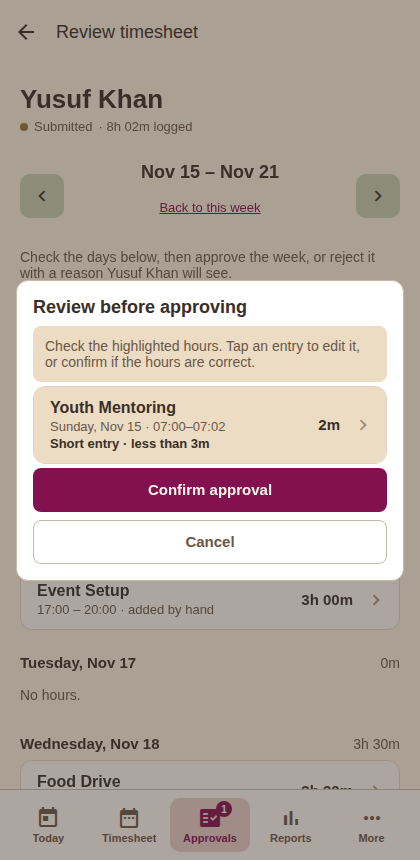 Review timesheet
Yusuf Khan
Submitted · 8h 02m logged
Nov 15 – Nov 21
Back to this week
Check the days below, then approve the week, or reject it
with a reason Yusuf Khan will see.
Review before approving
Check the highlighted hours. Tap an entry to edit it,
or confirm if the hours are correct.
Youth Mentoring
Sunday, Nov 15 · 07:00–07:02
Short entry · less than 3m
2m
Confirm approval
Cancel
Event Setup
17:00 – 20:00 · added by hand
3h 00m
Tuesday, Nov 17
0m
No hours.
Wednesday, Nov 18
3h 30m
Food Drive
3h 30m
1
Today
Timesheet
Approvals
Reports
More